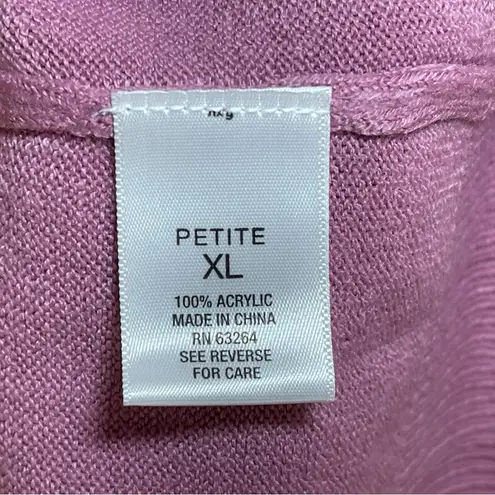 PETITE
XL
100% ACRYLIC
MADE IN CHINA
RN 63264
SEE REVERSE
FOR CARE